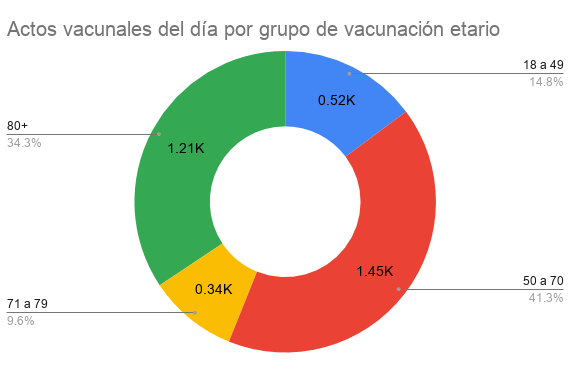 Actos vacunales del día por grupo de vacunación etario
18 a 49
14.8%
0.52K
80+
34.3%
1.21K
1.45K
50 a 70
41.3%
0.34K
71 a 79
9.6%